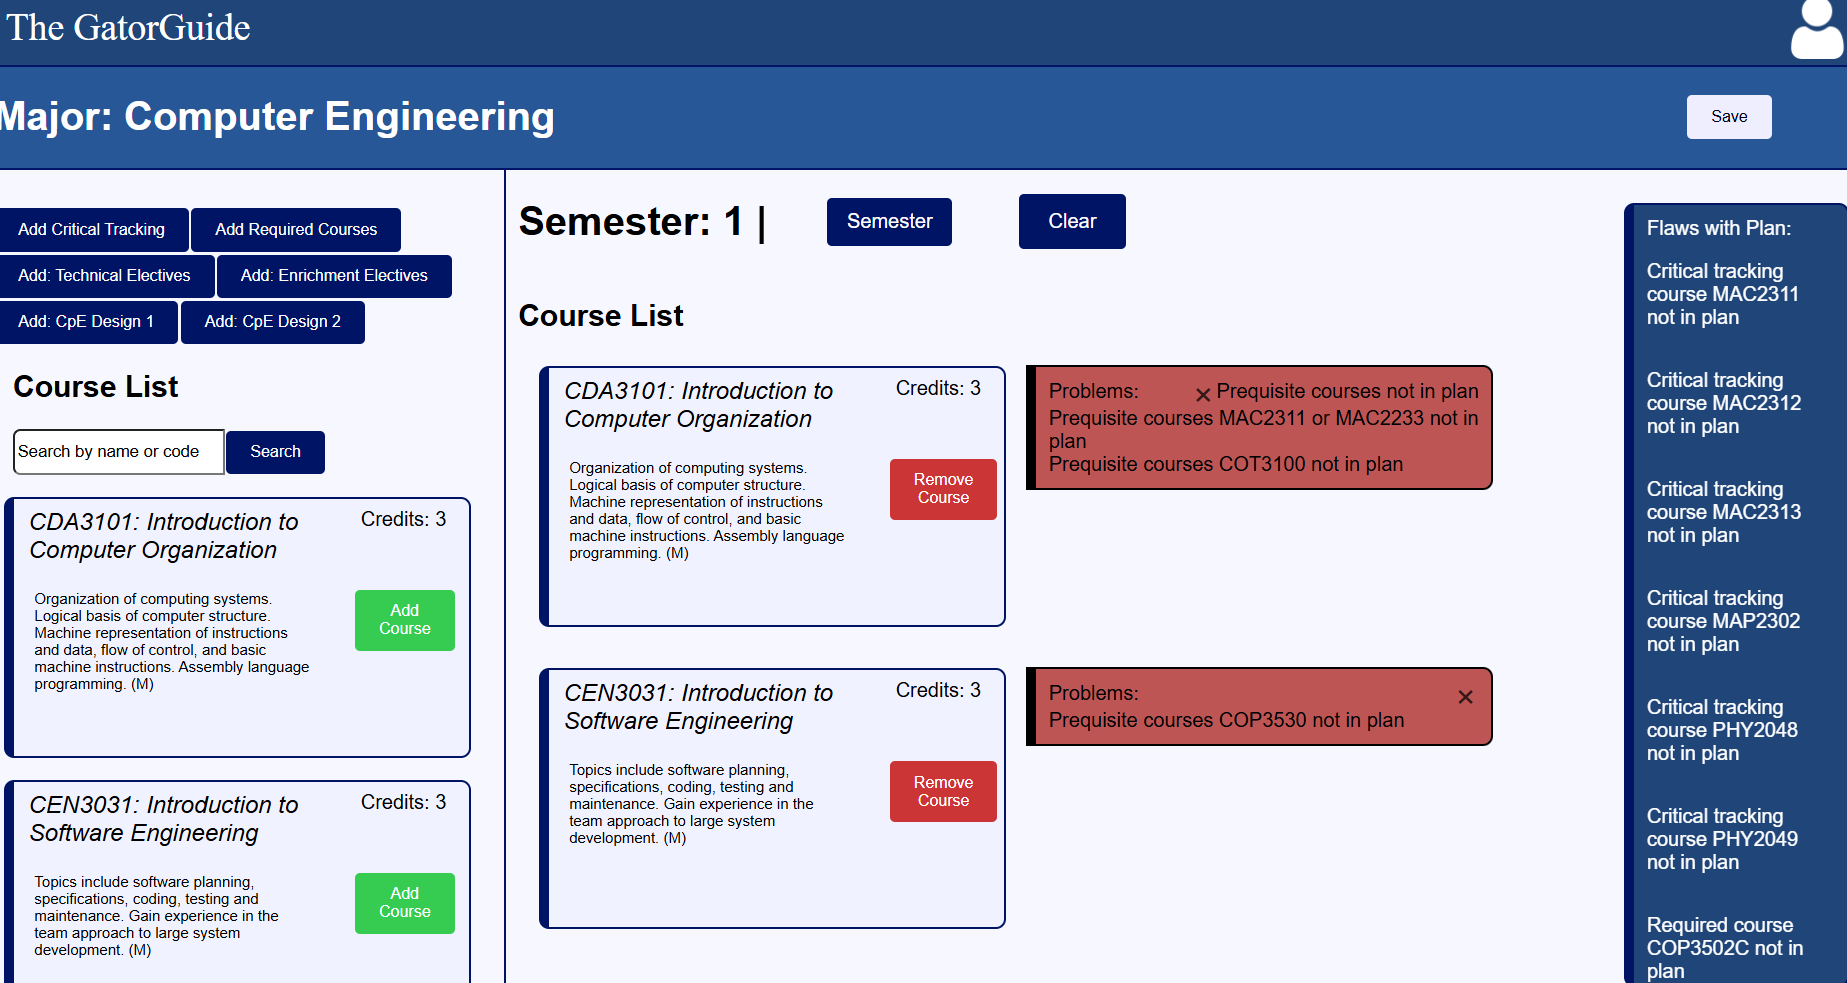 The GatorGuide
Major: Computer Engineering
Save
Add Critical Tracking
Add Required Courses
Add: Technical Electives
Add: Enrichment Electives
Add: CpE Design 1
Add: CpE Design 2
Course List
Search by name or code
Search
CDA3101: Introduction to
Computer Organization
Credits: 3
Organization of computing systems.
Logical basis of computer structure.
Machine representation of instructions
and data, flow of control, and basic
machine instructions. Assembly language
programming. (M)
Add
Course
CEN3031: Introduction to
Software Engineering
Credits: 3
Topics include software planning,
specifications, coding, testing and
maintenance. Gain experience in the
team approach to large system
development. (M)
Add
Course
Semester: 1 |
Semester
Clear
Course List
CDA3101: Introduction to
Computer Organization
Credits: 3
Organization of computing systems.
Logical basis of computer structure.
Machine representation of instructions
and data, flow of control, and basic
machine instructions. Assembly language
programming. (M)
Remove
Course
Problems: × Prequisite courses not in plan
Prequisite courses MAC2311 or MAC2233 not in
plan
Prequisite courses COT3100 not in plan
CEN3031: Introduction to
Software Engineering
Credits: 3
Topics include software planning,
specifications, coding, testing and
maintenance. Gain experience in the
team approach to large system
development. (M)
Remove
Course
Problems: ×
Prequisite courses COP3530 not in plan
Flaws with Plan:
Critical tracking
course MAC2311
not in plan
Critical tracking
course MAC2312
not in plan
Critical tracking
course MAC2313
not in plan
Critical tracking
course MAP2302
not in plan
Critical tracking
course PHY2048
not in plan
Critical tracking
course PHY2049
not in plan
Required course
COP3502C not in
plan